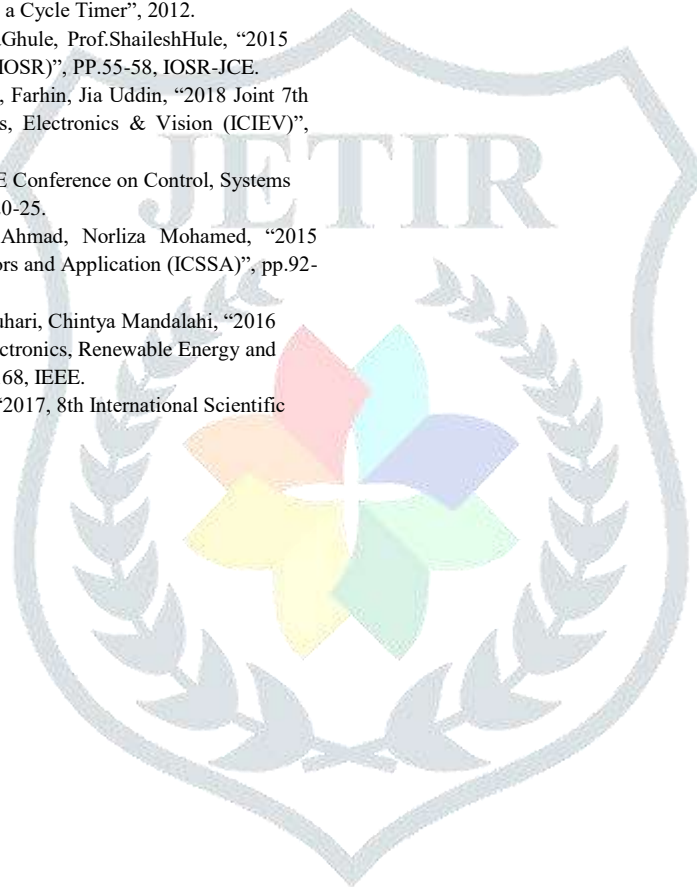 a Cycle Timer”, 2012.
Ghule, Prof.ShaileshHule, “2015
IOSR)”, PP.55-58, IOSR-JCE.
, Farhin, Jia Uddin, “2018 Joint 7th
s, Electronics & Vision (ICIEV)”,
E Conference on Control, Systems
0-25.
Ahmad, Norliza Mohamed, “2015
ors and Application (ICSSA)”, pp.92-
uhari, Chintya Mandalahi, “2016
ctronics, Renewable Energy and
68, IEEE.
“2017, 8th International Scientific
JETIR